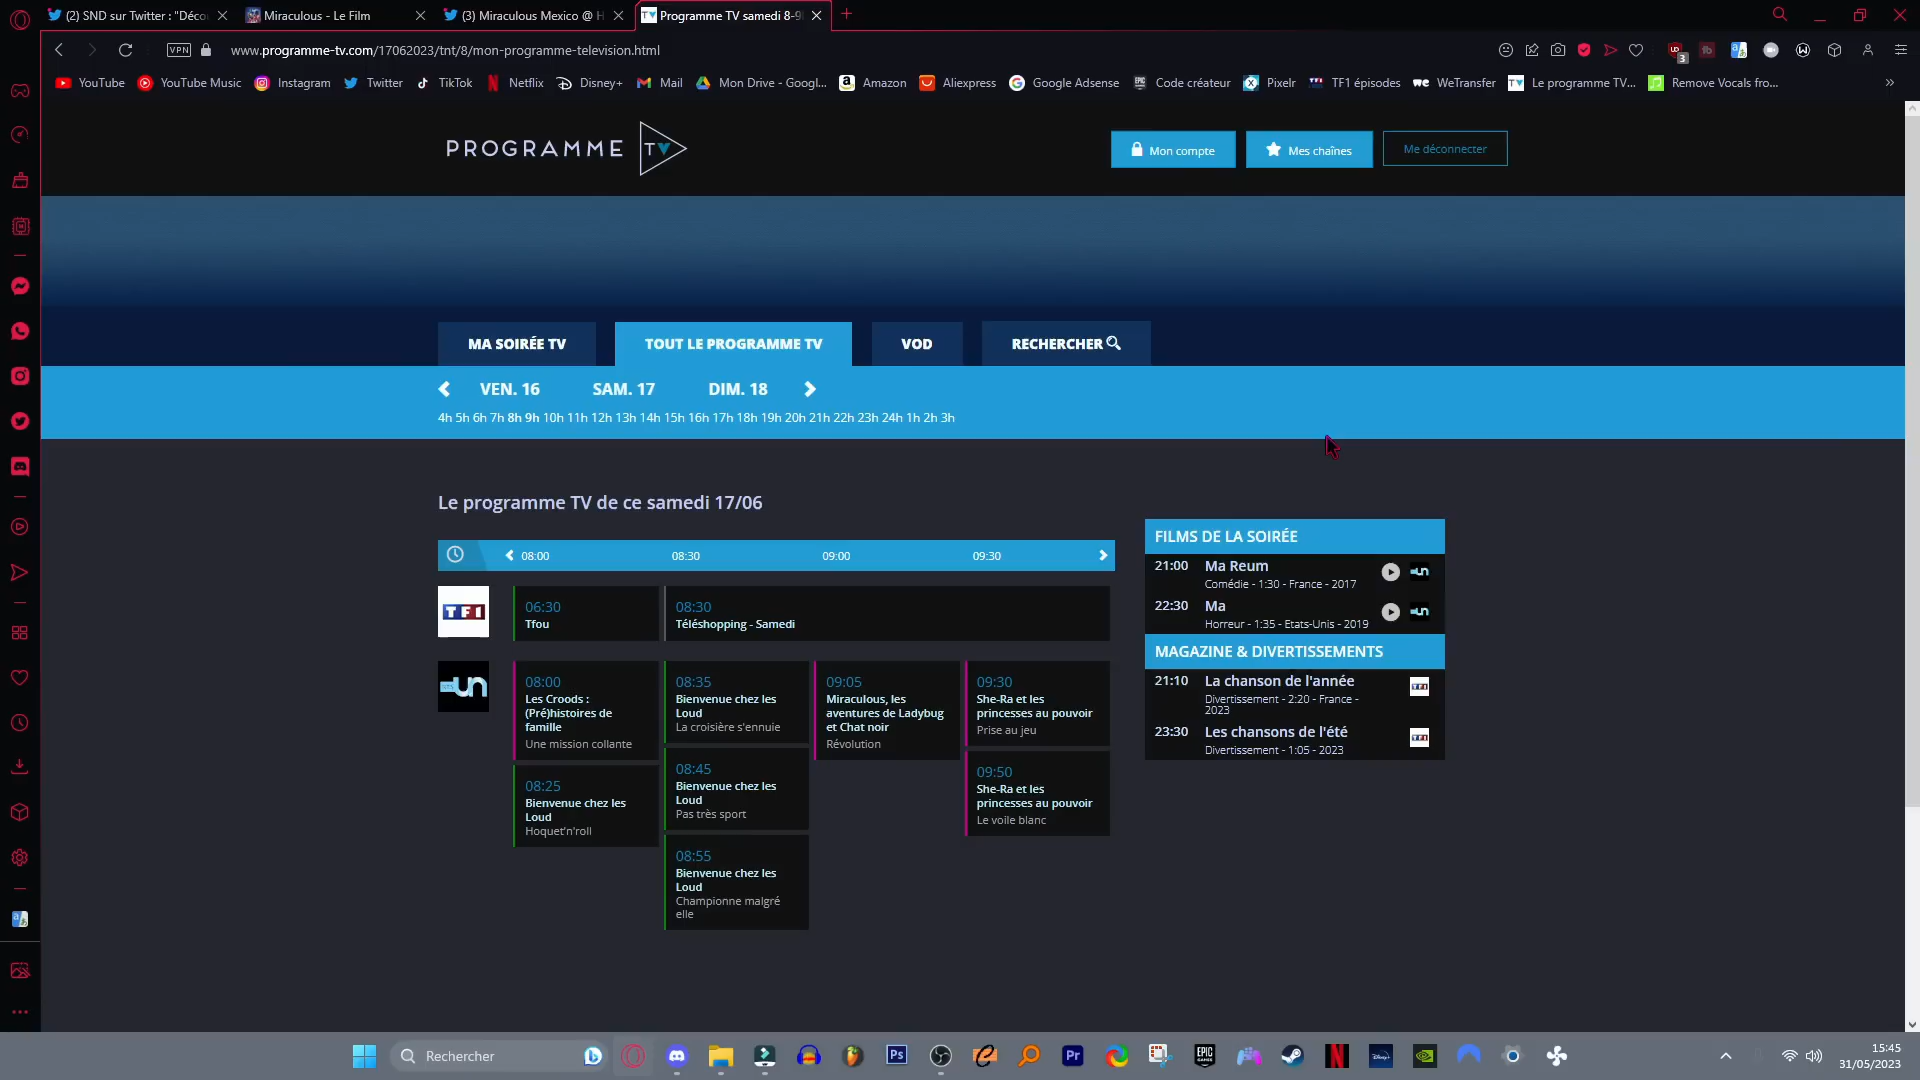 (2) SND sur Twitter : "Décou
Miraculous - Le Film
(3) Miraculous Mexico @ H
Programme TV samedi 8-9
VPN
www.programme-tv.com/17062023/tnt/8/mon-programme-television.html
3
YouTube
YouTube Music
Instagram
Twitter
TikTok
Netflix
Disney+
Mail
Mon Drive - Googl...
Amazon
Aliexpress
Google Adsense
Code créateur
Pixelr
TF1 épisodes
WeTransfer
Le programme TV...
Remove Vocals fro...
PROGRAMME TV
Mon compte
Mes chaînes
Me déconnecter
MA SOIRÉE TV
TOUT LE PROGRAMME TV
VOD
RECHERCHER
VEN. 16
SAM. 17
DIM. 18
4h 5h 6h 7h 8h 9h 10h 11h 12h 13h 14h 15h 16h 17h 18h 19h 20h 21h 22h 23h 24h 1h 2h 3h
Le programme TV de ce samedi 17/06
08:00
08:30
09:00
09:30
TF1
06:30
Tfou
08:30
Téléshopping - Samedi
un
08:00
Les Croods :
(Pré)histoires de
famille
Une mission collante
08:25
Bienvenue chez les
Loud
Hoquet'n'roll
08:35
Bienvenue chez les
Loud
La croisière s'ennuie
08:45
Bienvenue chez les
Loud
Pas très sport
08:55
Bienvenue chez les
Loud
Championne malgré
elle
09:05
Miraculous, les
aventures de Ladybug
et Chat noir
Révolution
09:30
She-Ra et les
princesses au pouvoir
Prise au jeu
09:50
She-Ra et les
princesses au pouvoir
Le voile blanc
FILMS DE LA SOIRÉE
21:00
Ma Reum
Comédie - 1:30 - France - 2017
un
22:30
Ma
Horreur - 1:35 - Etats-Unis - 2019
un
MAGAZINE & DIVERTISSEMENTS
21:10
La chanson de l'année
Divertissement - 2:20 - France -
2023
TF1
23:30
Les chansons de l'été
Divertissement - 1:05 - 2023
TF1
Rechercher
Ps
Pr
EPIC
GAMES
N
15:45
31/05/2023